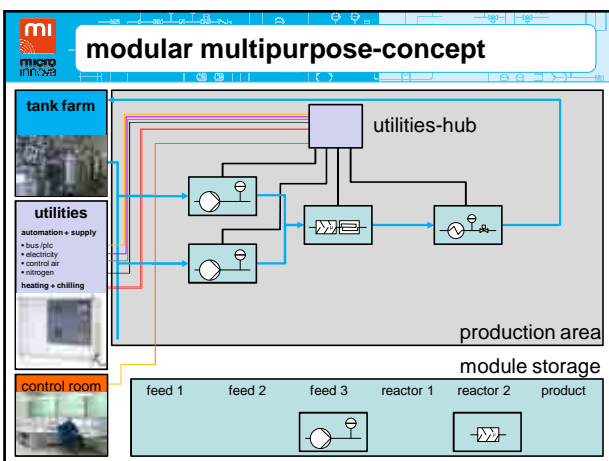 mi
micro
innova
modular multipurpose-concept
tank farm
utilities-hub
utilities
automation + supply
• bus /plc
• electricity
• control air
• nitrogen
heating + chilling
production area
module storage
control room
feed 1 feed 2 feed 3 reactor 1 reactor 2 product